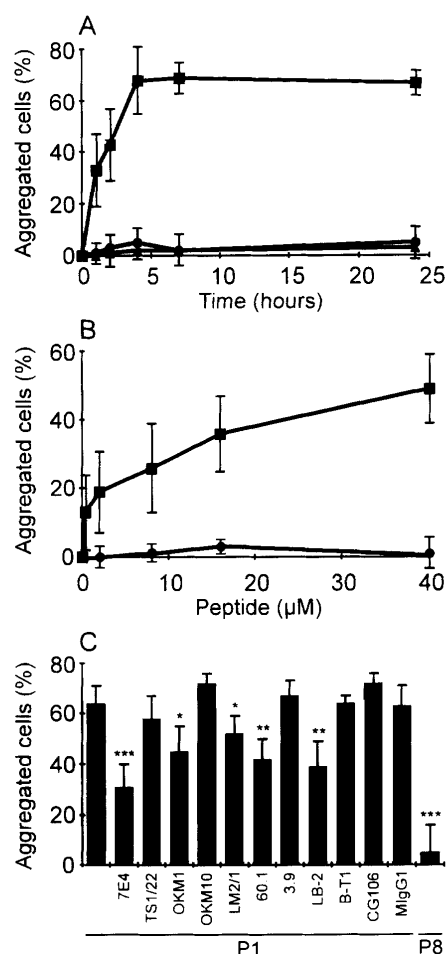 A
Aggregated cells (%)
80
60
40
20
0
0 5 10 15 20 25
Time (hours)
B
Aggregated cells (%)
60
40
20
0
0 10 20 30 40
Peptide (µM)
C
Aggregated cells (%)
80
60
40
20
0
*** * * ** ** ***
7E4 TS1/22 OKM1 OKM10 LM2/1 60.1 3.9 LB-2 B-T1 CG106 MIgG1
P1 P8